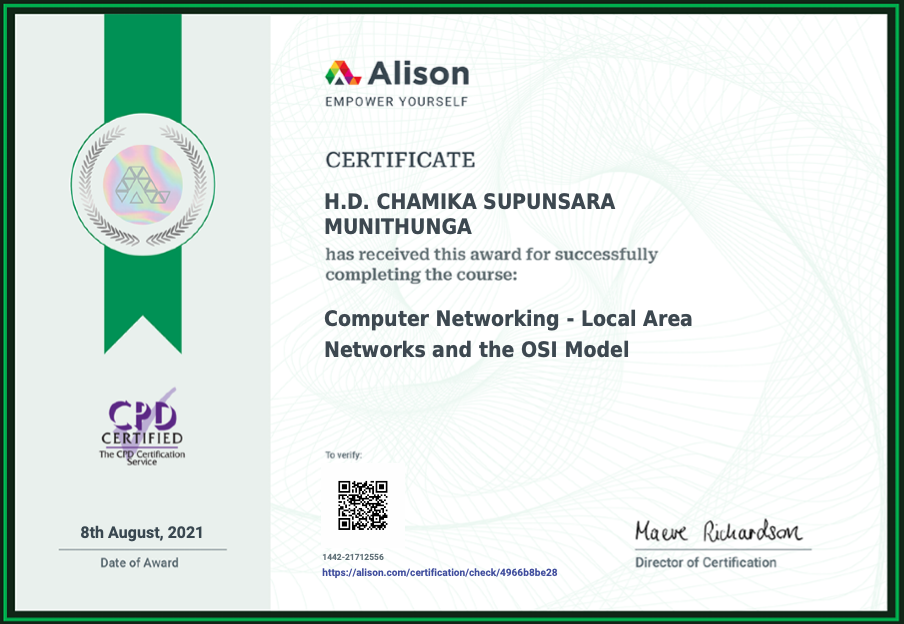 Alison
EMPOWER YOURSELF
CERTIFICATE
H.D. CHAMIKA SUPUNSARA
MUNITHUNGA
has received this award for successfully
completing the course:
Computer Networking - Local Area
Networks and the OSI Model
CPD
CERTIFIED
The CPD Certification
Service
8th August, 2021
Date of Award
To verify:
1442-21712556
https://alison.com/certification/check/4966b8be28
Maeve Richardson
Director of Certification